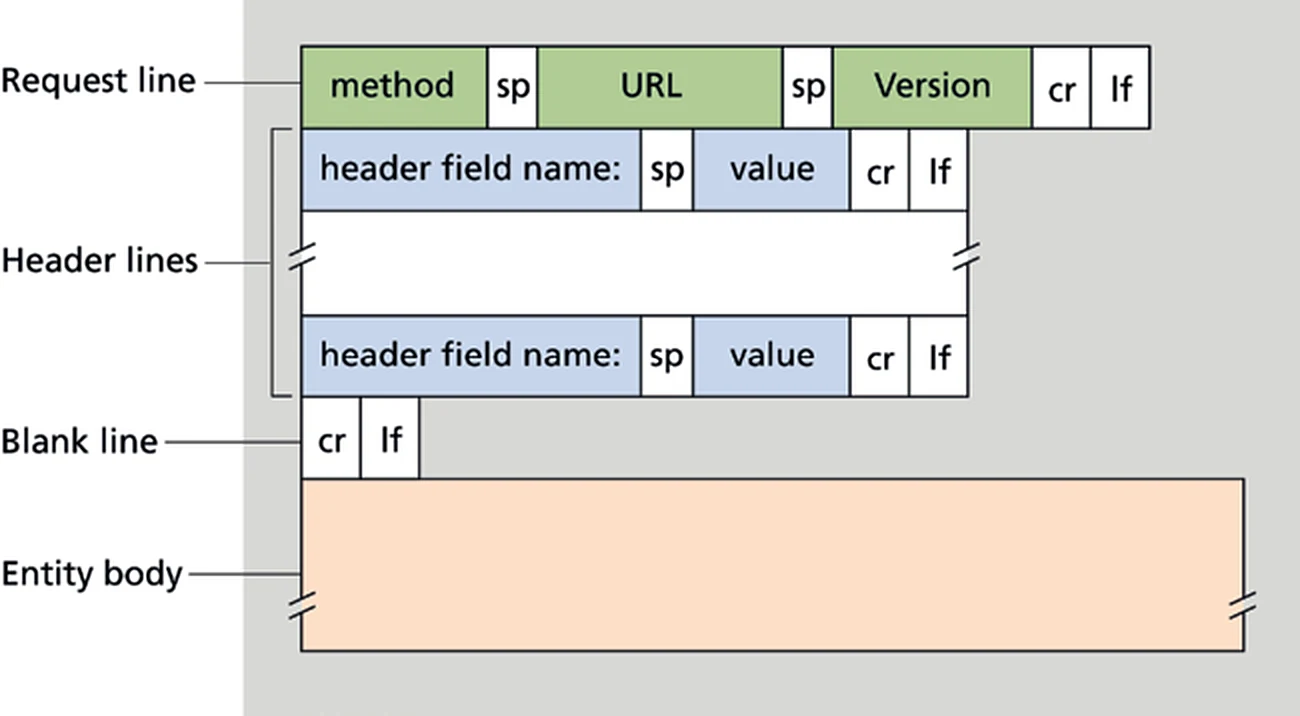 Request line method sp URL sp Version cr lf
header field name: sp value cr lf
Header lines
header field name: sp value cr lf
Blank line cr lf
Entity body